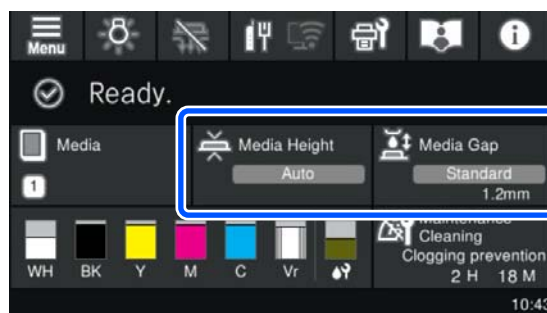 Menu
Ready.
Media
1
Media Height
Auto
Media Gap
Standard
1.2mm
WH
BK
Y
M
C
Vr
Maintenance
Cleaning
Clogging prevention
2 H 18 M
10:43